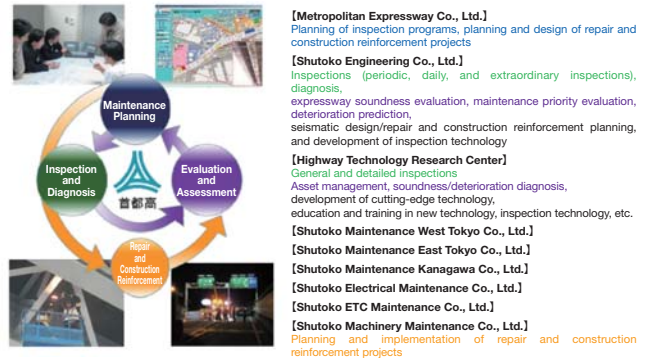 Maintenance
Planning
Inspection
and
Diagnosis
Evaluation
and
Assessment
首都高
Repair
and
Construction
Reinforcement
【Metropolitan Expressway Co., Ltd.】
Planning of inspection programs, planning and design of repair and
construction reinforcement projects
【Shutoko Engineering Co., Ltd.】
Inspections (periodic, daily, and extraordinary inspections),
diagnosis,
expressway soundness evaluation, maintenance priority evaluation,
deterioration prediction,
seismatic design/repair and construction reinforcement planning,
and development of inspection technology
【Highway Technology Research Center】
General and detailed inspections
Asset management, soundness/deterioration diagnosis,
development of cutting-edge technology,
education and training in new technology, inspection technology, etc.
【Shutoko Maintenance West Tokyo Co., Ltd.】
【Shutoko Maintenance East Tokyo Co., Ltd.】
【Shutoko Maintenance Kanagawa Co., Ltd.】
【Shutoko Electrical Maintenance Co., Ltd.】
【Shutoko ETC Maintenance Co., Ltd.】
【Shutoko Machinery Maintenance Co., Ltd.】
Planning and implementation of repair and construction
reinforcement projects